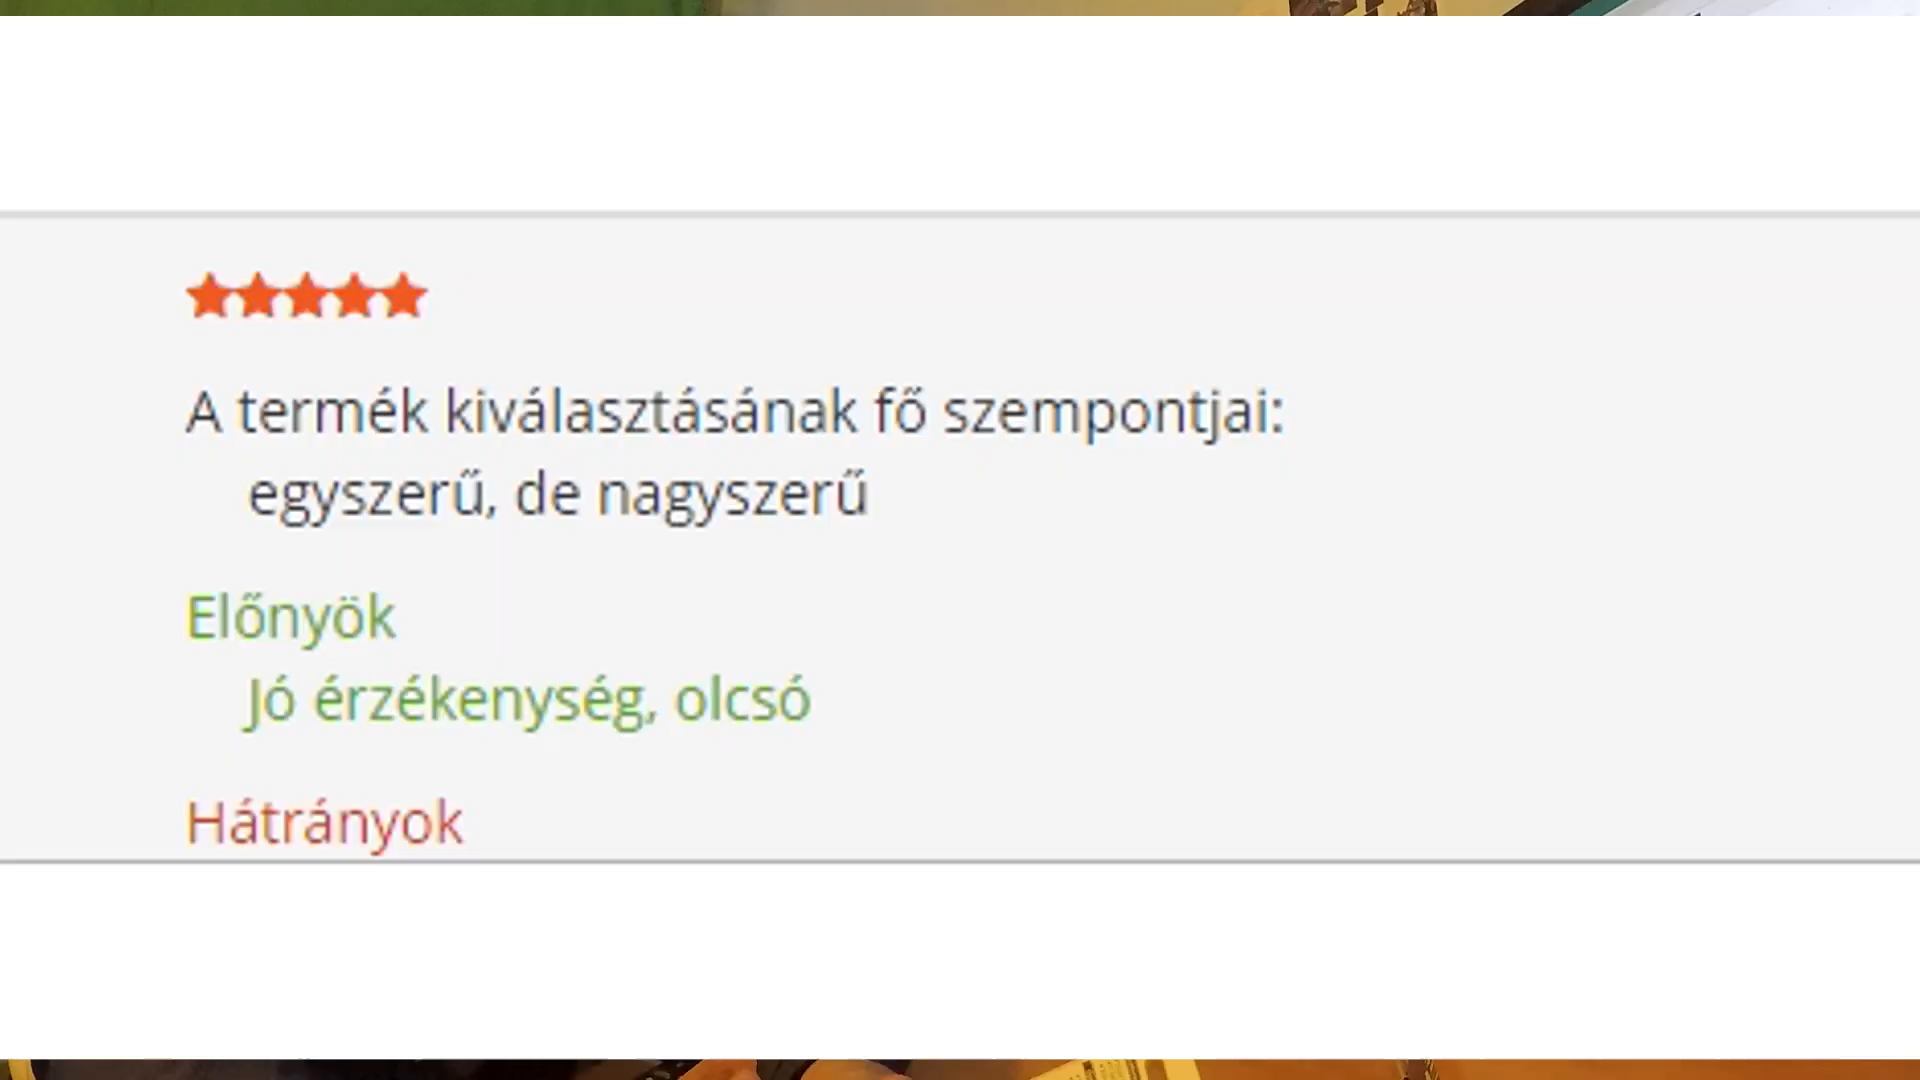 A termék kiválasztásának fő szempontjai:
egyszerű, de nagyszerű
Előnyök
Jó érzékenység, olcsó
Hátrányok